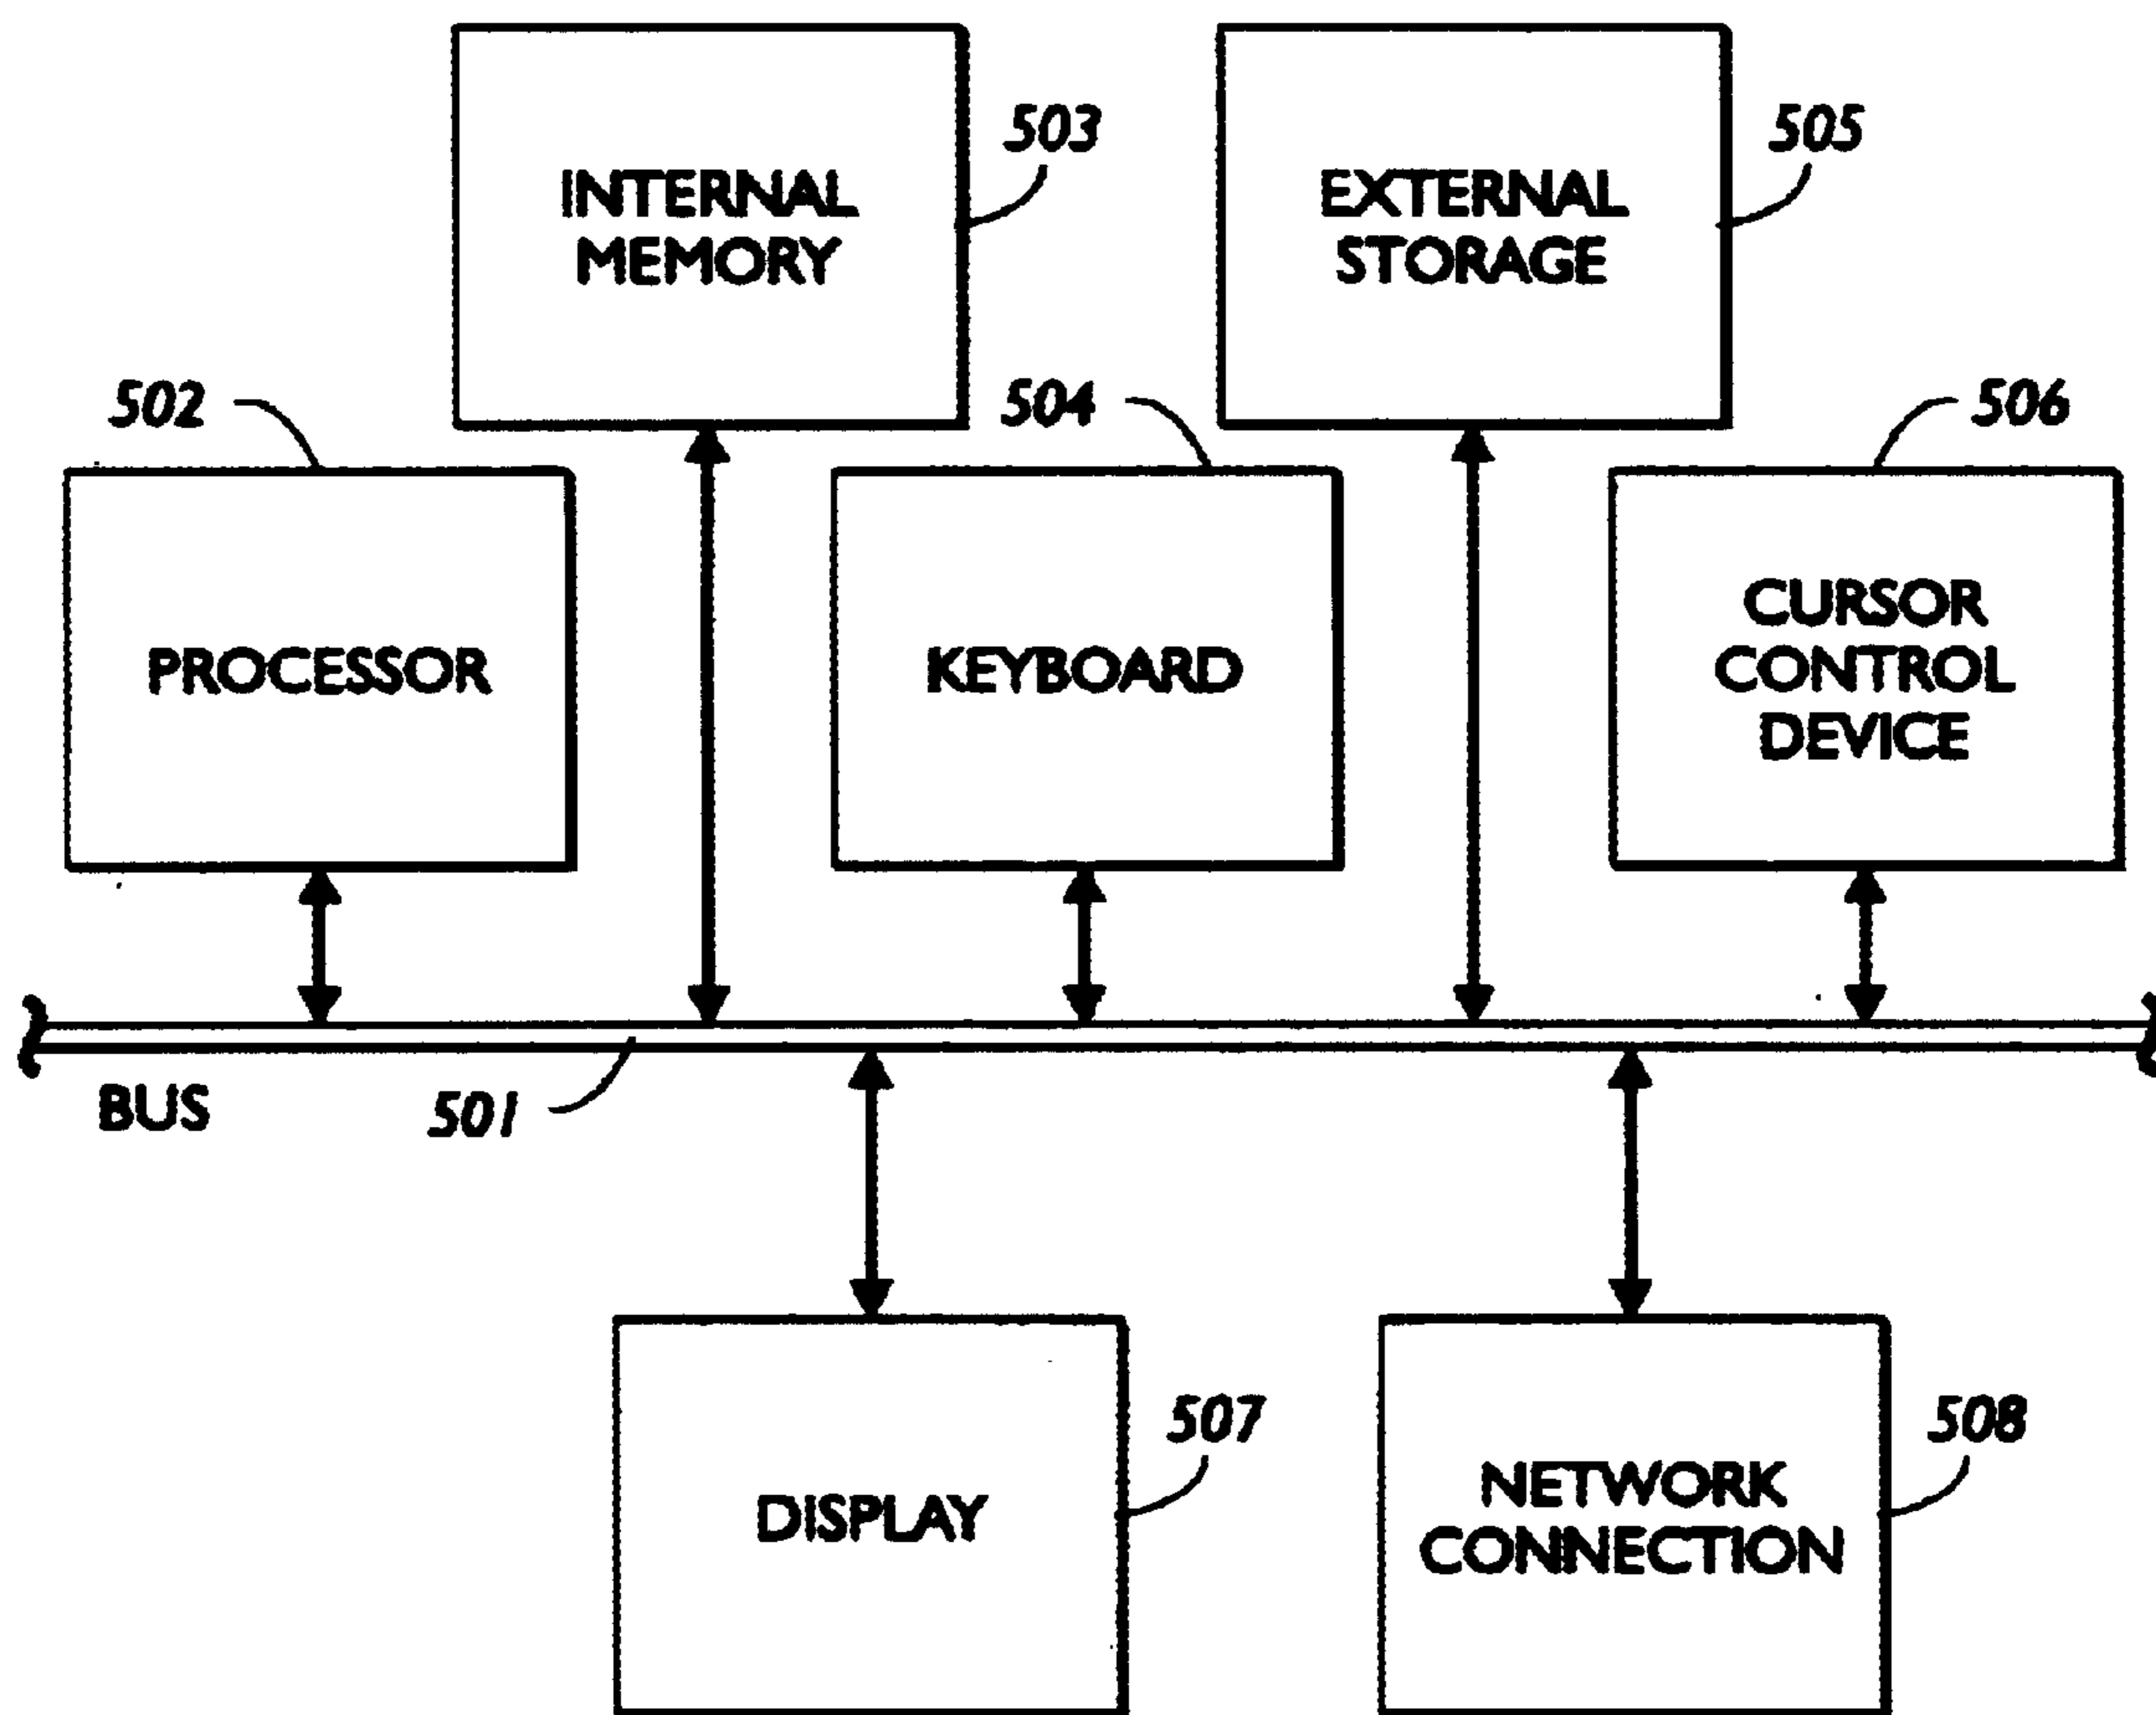 503
INTERNAL
MEMORY
505
EXTERNAL
STORAGE
502
PROCESSOR
504
KEYBOARD
506
CURSOR
CONTROL
DEVICE
BUS
501
507
DISPLAY
508
NETWORK
CONNECTION